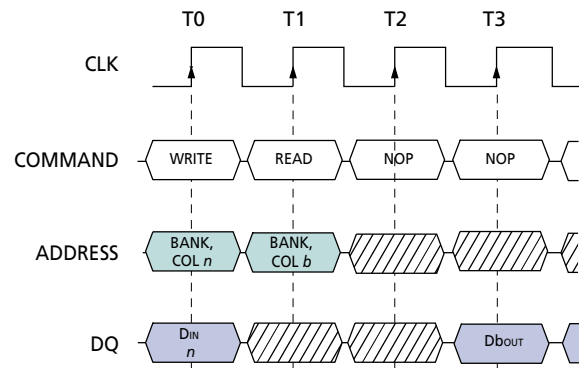 T0 T1 T2 T3
CLK
COMMAND WRITE READ NOP NOP
ADDRESS BANK, COL n BANK, COL b
DQ DIN n DbOUT